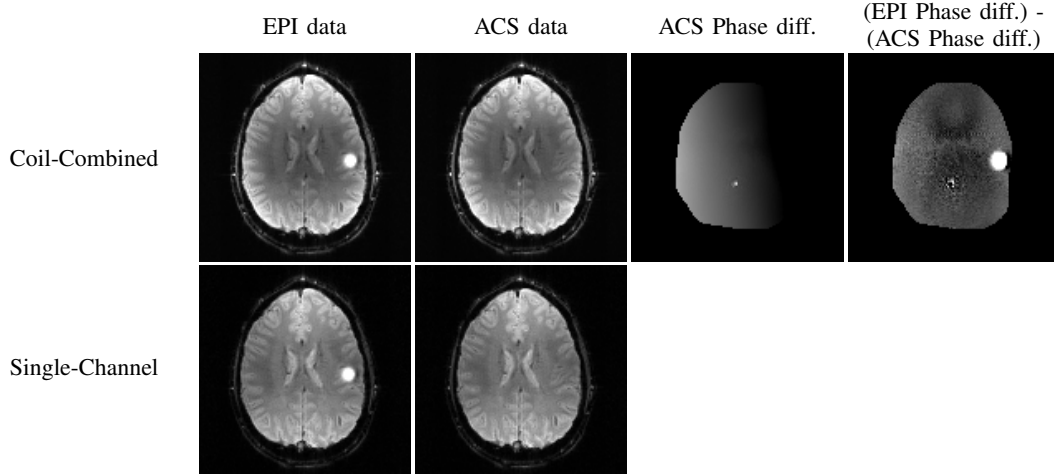 EPI data
ACS data
ACS Phase diff.
(EPI Phase diff.) -
(ACS Phase diff.)
Coil-Combined
Single-Channel